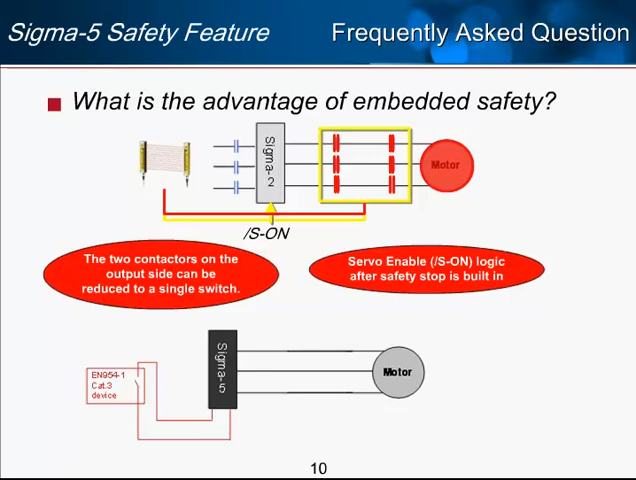 Sigma-5 Safety Feature
Frequently Asked Question
What is the advantage of embedded safety?
Sigma-2
Motor
/S-ON
The two contactors on the
output side can be
reduced to a single switch.
Servo Enable (/S-ON) logic
after safety stop is built in
Sigma-5
EN954-1
Cat.3
device
Motor
10